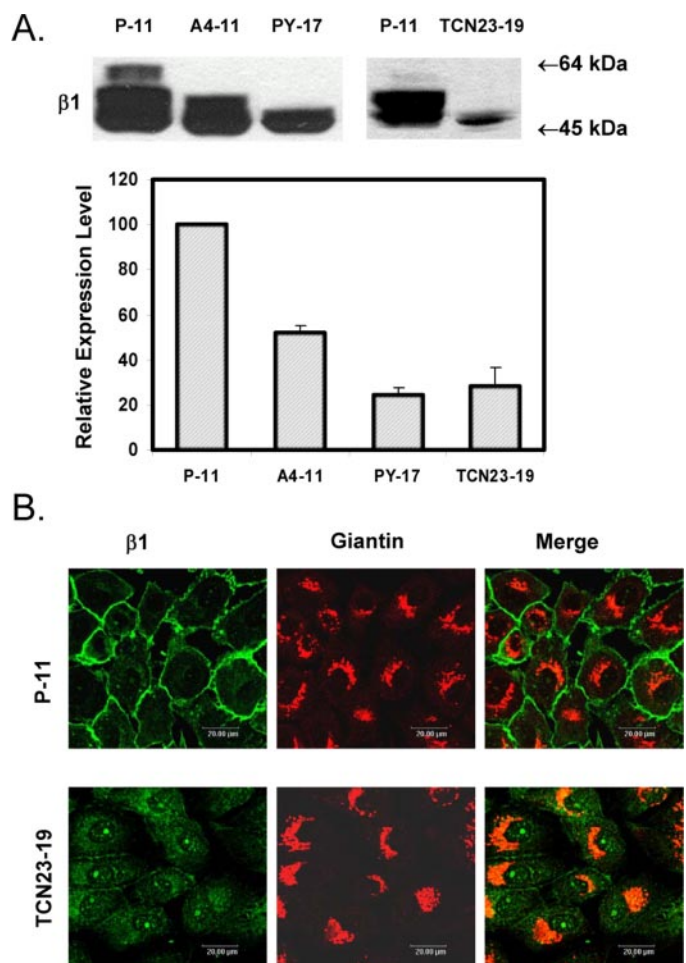 A.
P-11 A4-11 PY-17 P-11 TCN23-19
←64 kDa
β1
←45 kDa
120
100
80
60
40
20
0
Relative Expression Level
P-11 A4-11 PY-17 TCN23-19
B.
β1 Giantin Merge
P-11
20.00 µm 20.00 µm 20.00 µm
TCN23-19
20.00 µm 20.00 µm 20.00 µm